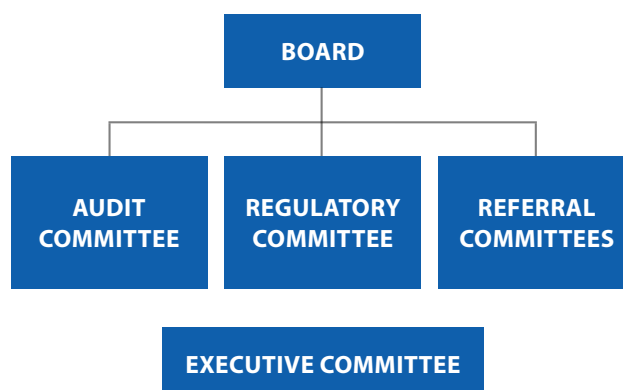 BOARD
AUDIT
COMMITTEE
REGULATORY
COMMITTEE
REFERRAL
COMMITTEES
EXECUTIVE COMMITTEE